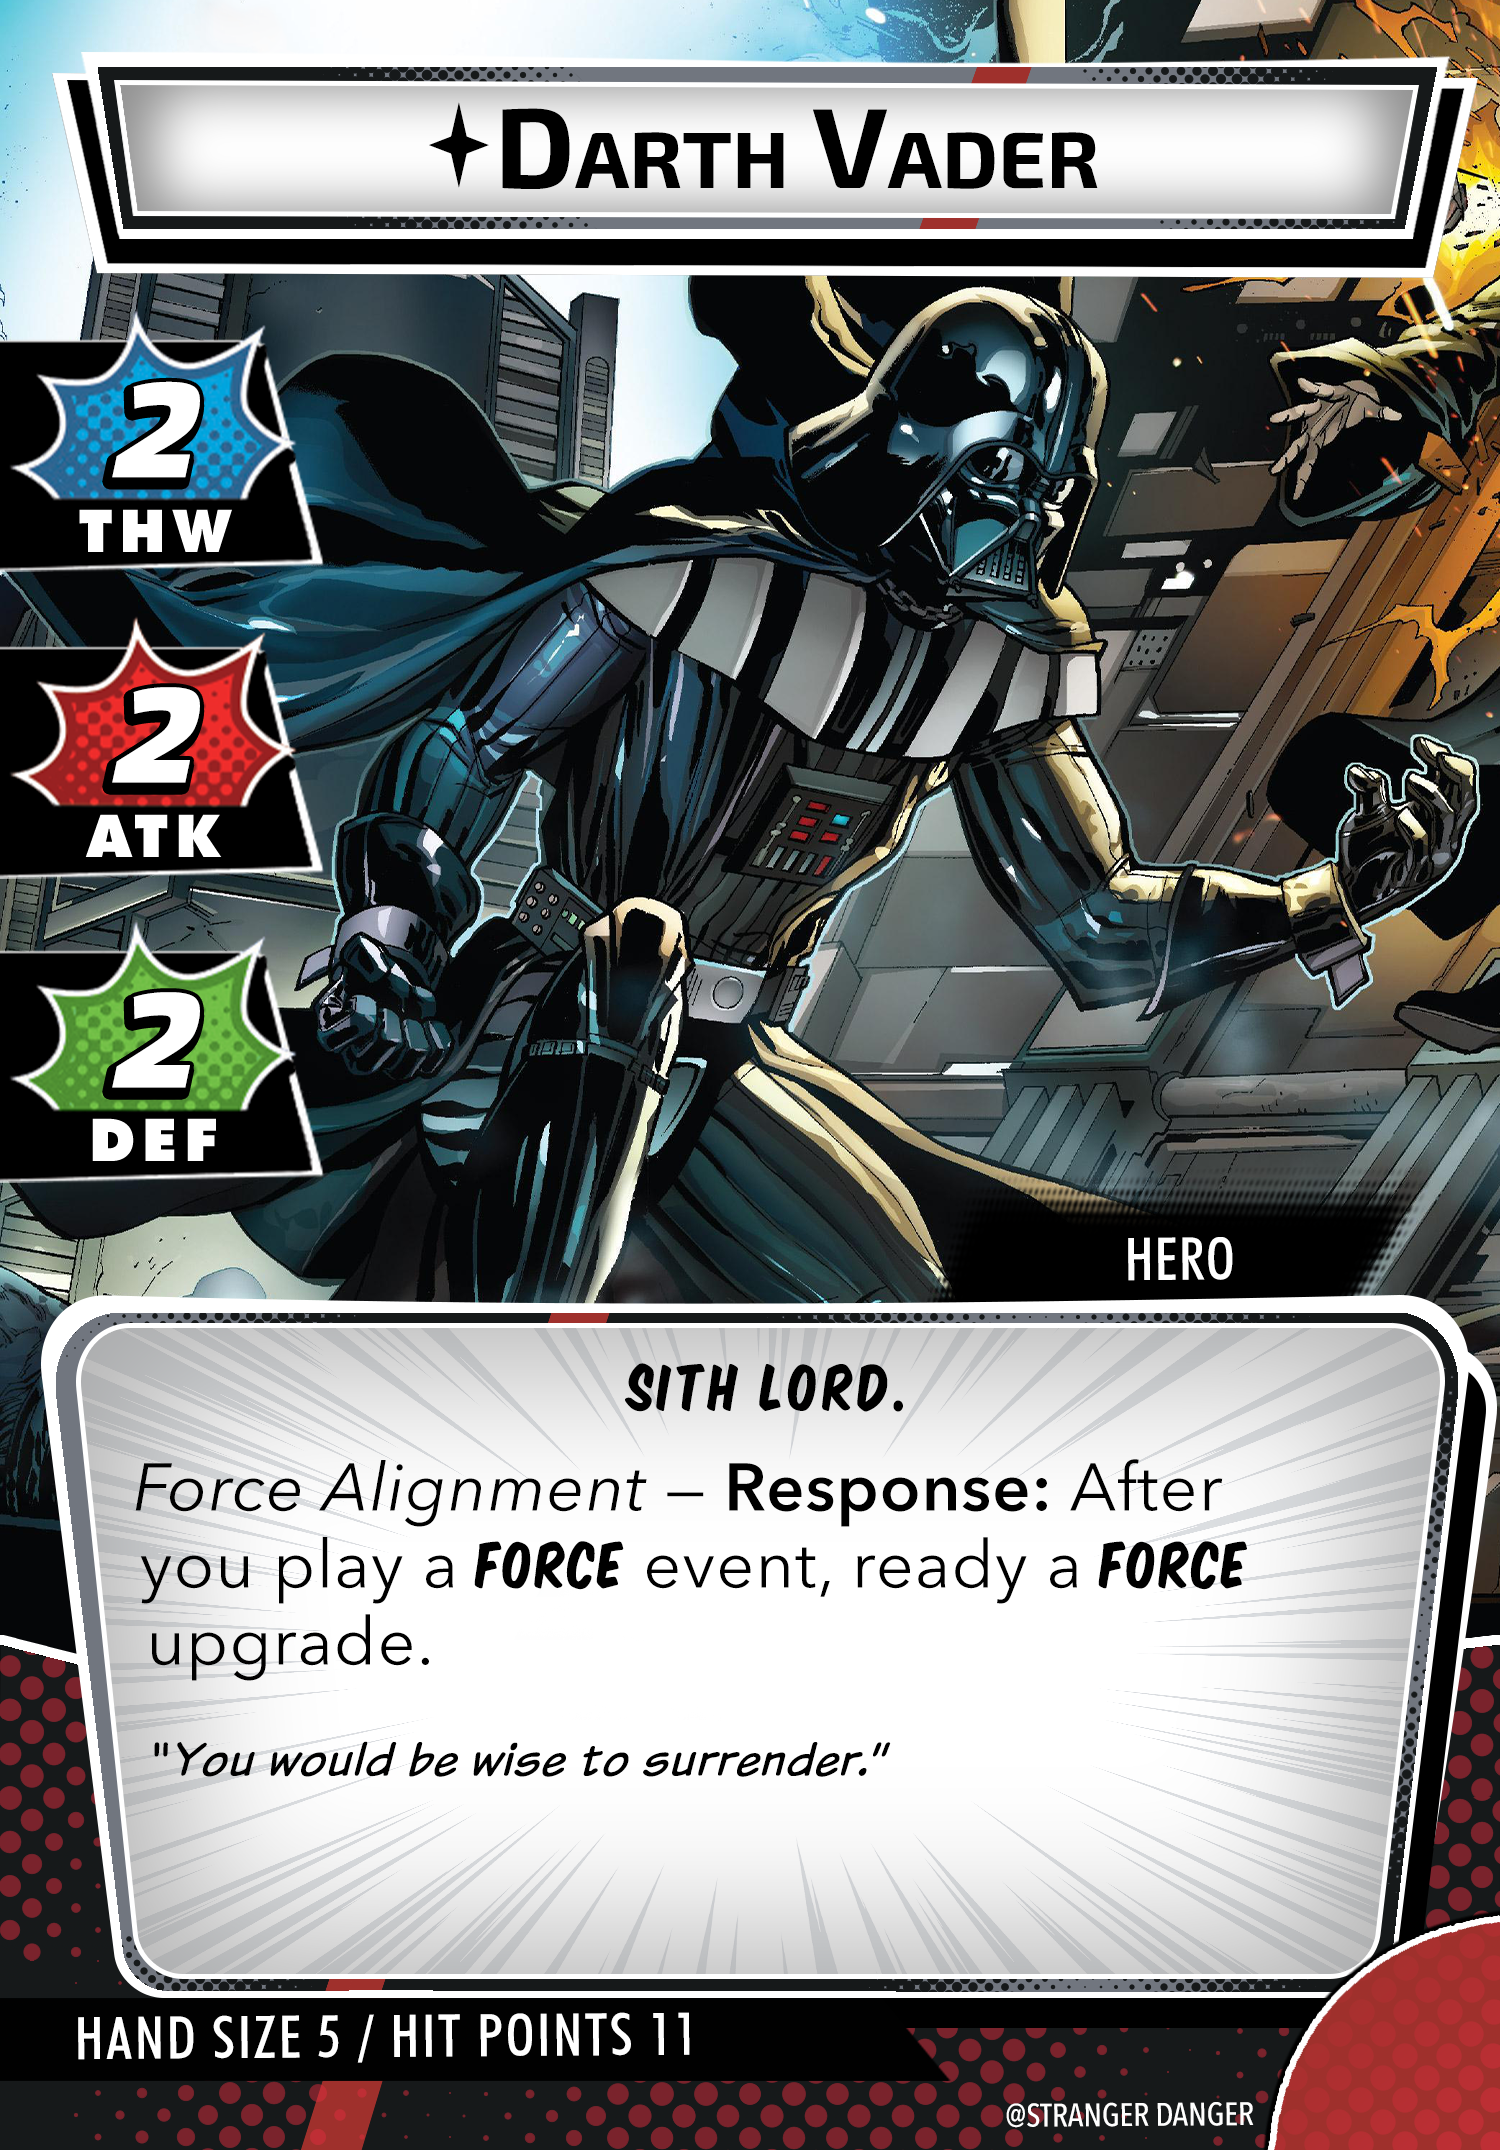 DARTH VADER
2
THW
2
ATK
2
DEF
HERO
SITH LORD.
Force Alignment – Response: After
you play a FORCE event, ready a FORCE
upgrade.
"You would be wise to surrender."
HAND SIZE 5 / HIT POINTS 11
@STRANGER DANGER